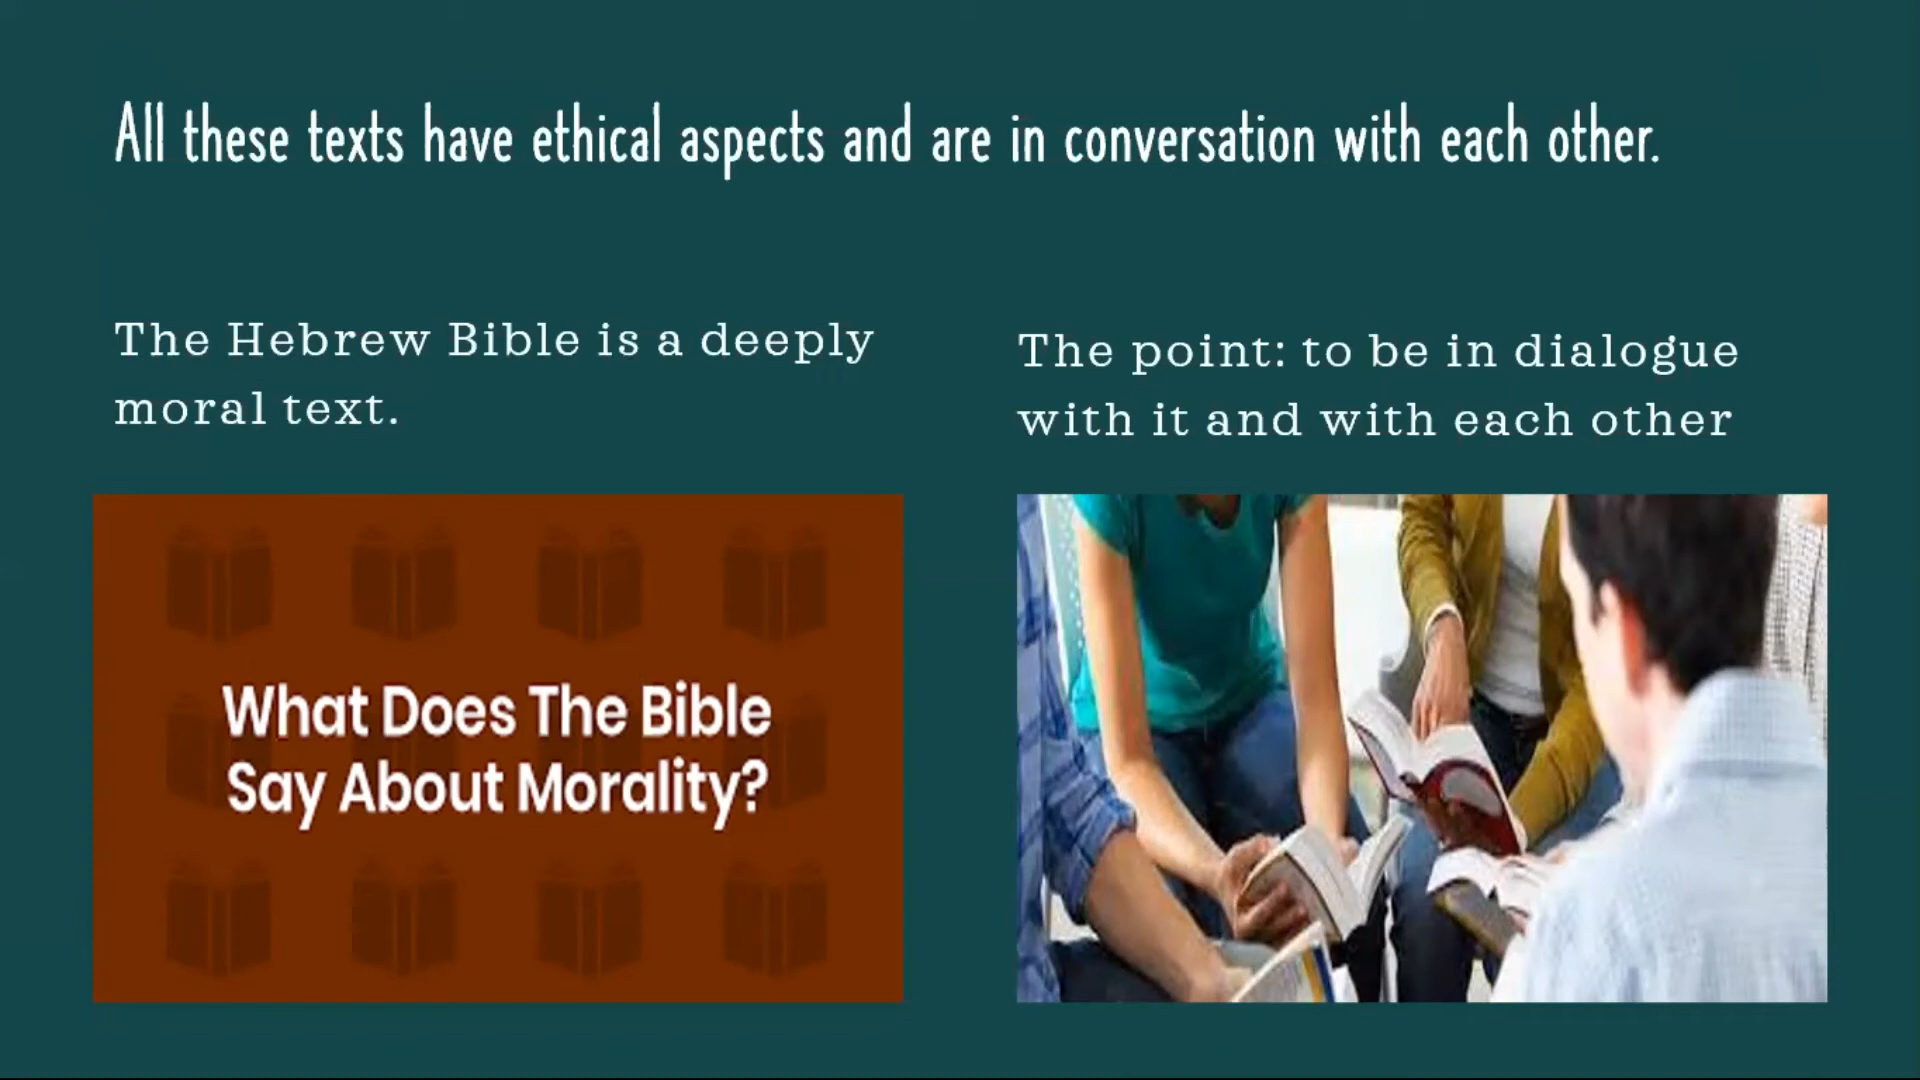 All these texts have ethical aspects and are in conversation with each other.
The Hebrew Bible is a deeply
moral text.
The point: to be in dialogue
with it and with each other
What Does The Bible
Say About Morality?